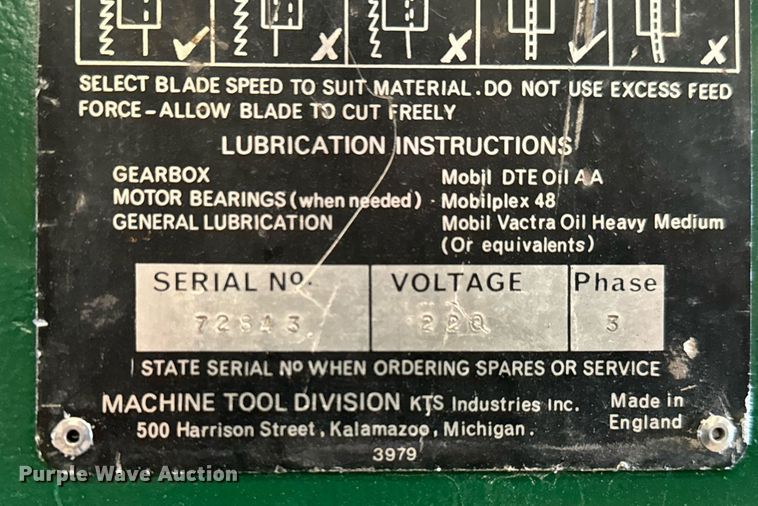 SELECT BLADE SPEED TO SUIT MATERIAL. DO NOT USE EXCESS FEED
FORCE-ALLOW BLADE TO CUT FREELY
LUBRICATION INSTRUCTIONS
GEARBOX Mobil DTE Oil AA
MOTOR BEARINGS (when needed) · Mobilplex 48
GENERAL LUBRICATION Mobil Vactra Oil Heavy Medium
(Or equivalents)
SERIAL No. VOLTAGE Phase
220 3
STATE SERIAL No WHEN ORDERING SPARES OR SERVICE
MACHINE TOOL DIVISION KTS Industries Inc. Made in
500 Harrison Street, Kalamazoo, Michigan. England
3979
Purple Wave Auction